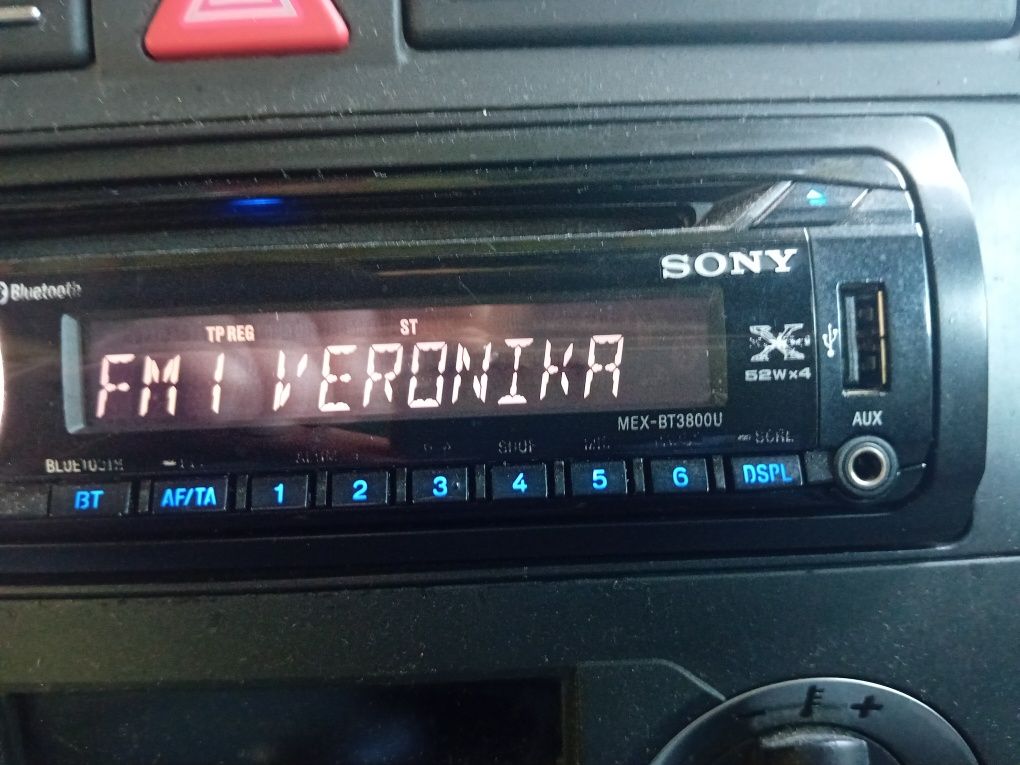 SONY
Bluetooth
TP REG ST
FM1 VERONIKA
52W×4
MEX-BT3800U
AUX
BLUETOOTH
BT AF/TA 1 2 3 4 5 6 DSPL
- +